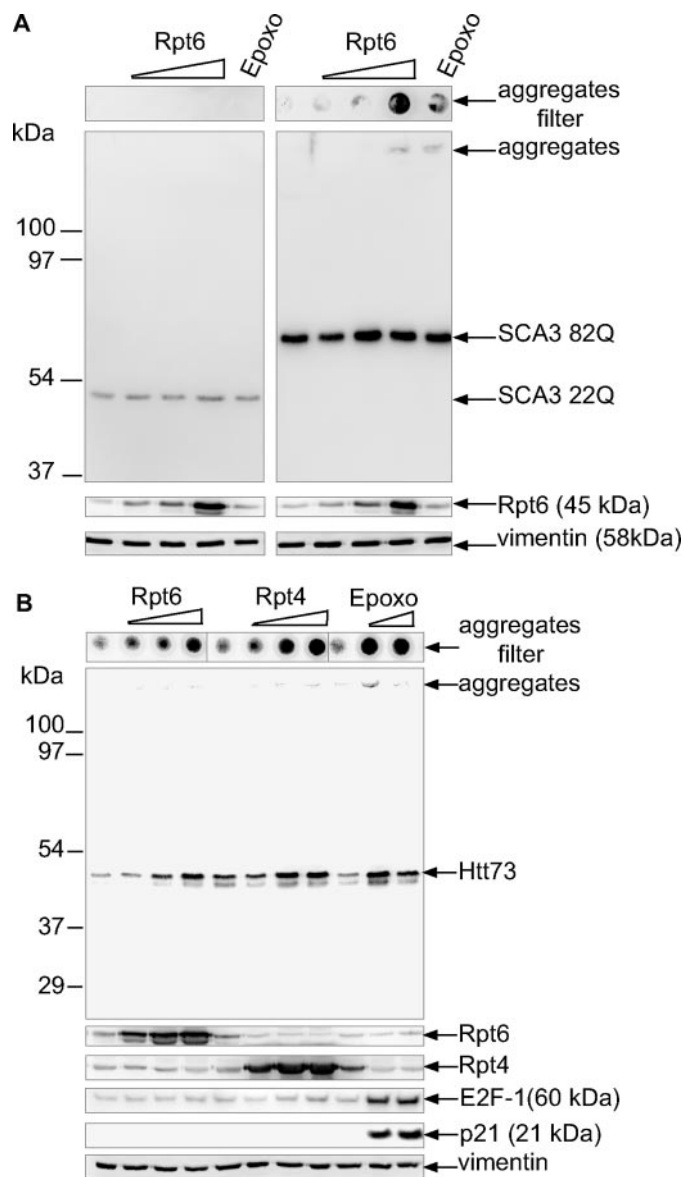 A
Rpt6
Epoxo
Rpt6
Epoxo
aggregates
filter
kDa
aggregates
100
97
SCA3 82Q
54
SCA3 22Q
37
Rpt6 (45 kDa)
vimentin (58kDa)
B
Rpt6
Rpt4
Epoxo
aggregates
filter
kDa
aggregates
100
97
54
Htt73
37
29
Rpt6
Rpt4
E2F-1(60 kDa)
p21 (21 kDa)
vimentin